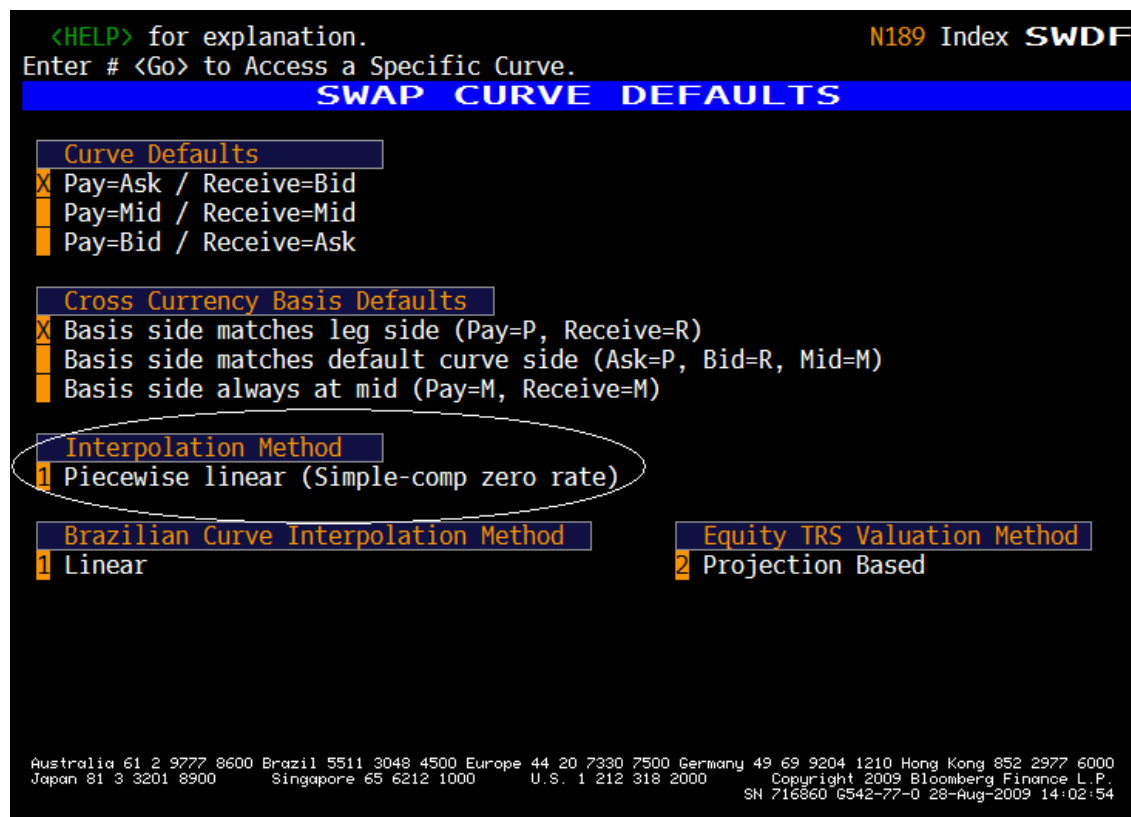 <HELP> for explanation. N189 Index SWDF
Enter # <Go> to Access a Specific Curve.
SWAP CURVE DEFAULTS
Curve Defaults
X Pay=Ask / Receive=Bid
Pay=Mid / Receive=Mid
Pay=Bid / Receive=Ask
Cross Currency Basis Defaults
X Basis side matches leg side (Pay=P, Receive=R)
Basis side matches default curve side (Ask=P, Bid=R, Mid=M)
Basis side always at mid (Pay=M, Receive=M)
Interpolation Method
1 Piecewise linear (Simple-comp zero rate)
Brazilian Curve Interpolation Method Equity TRS Valuation Method
1 Linear 2 Projection Based
Australia 61 2 9777 8600 Brazil 5511 3048 4500 Europe 44 20 7330 7500 Germany 49 69 9204 1210 Hong Kong 852 2977 6000
Japan 81 3 3201 8900 Singapore 65 6212 1000 U.S. 1 212 318 2000 Copyright 2009 Bloomberg Finance L.P.
SN 716860 G542-77-0 28-Aug-2009 14:02:54